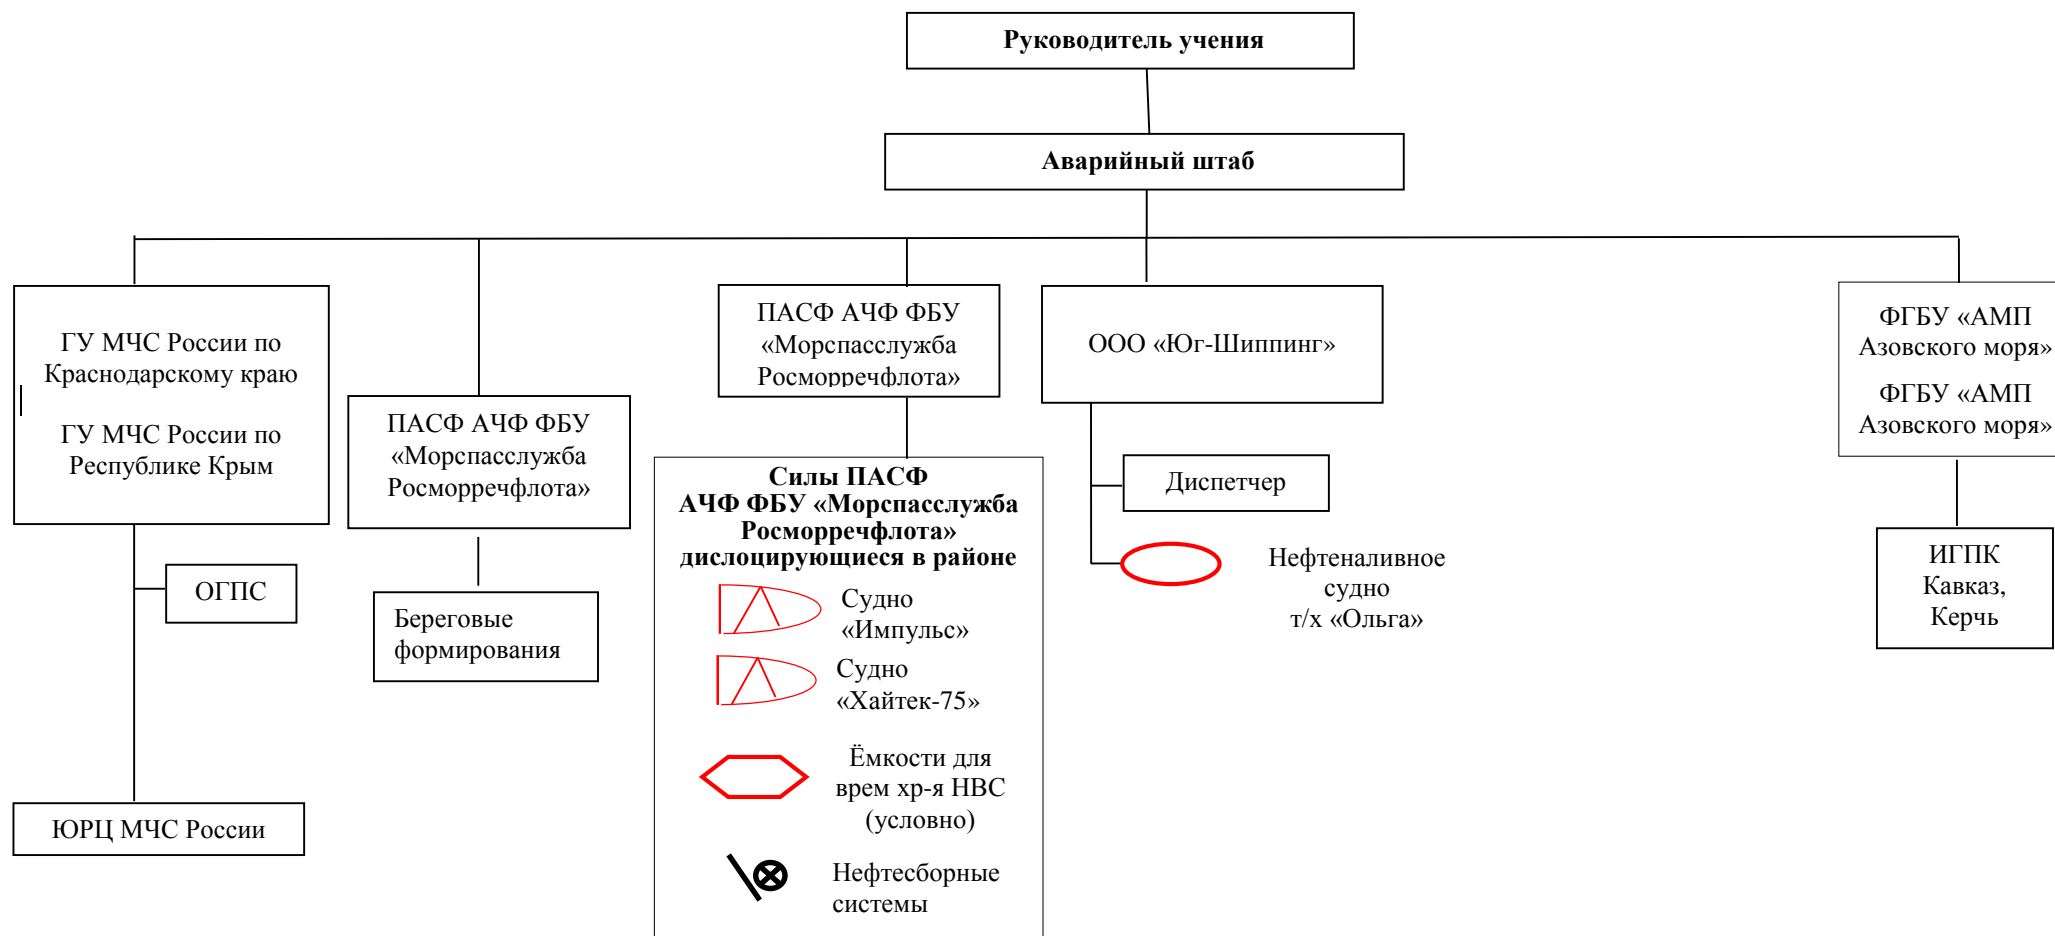 Руководитель учения
Аварийный штаб
ГУ МЧС России по
Краснодарскому краю
ГУ МЧС России по
Республике Крым
ОГПС
ЮРЦ МЧС России
ПАСФ АЧФ ФБУ
«Морспасслужба
Росморречфлота»
Береговые
формирования
ПАСФ АЧФ ФБУ
«Морспасслужба
Росморречфлота»
Силы ПАСФ
АЧФ ФБУ «Морспасслужба
Росморречфлота»
дислоцирующиеся в районе
Судно
«Импульс»
Судно
«Хайтек-75»
Ёмкости для
врем хр-я НВС
(условно)
Нефтесборные
системы
ООО «Юг-Шиппинг»
Диспетчер
Нефтеналивное
судно
т/х «Ольга»
ФГБУ «АМП
Азовского моря»
ФГБУ «АМП
Азовского моря»
ИГПК
Кавказ,
Керчь